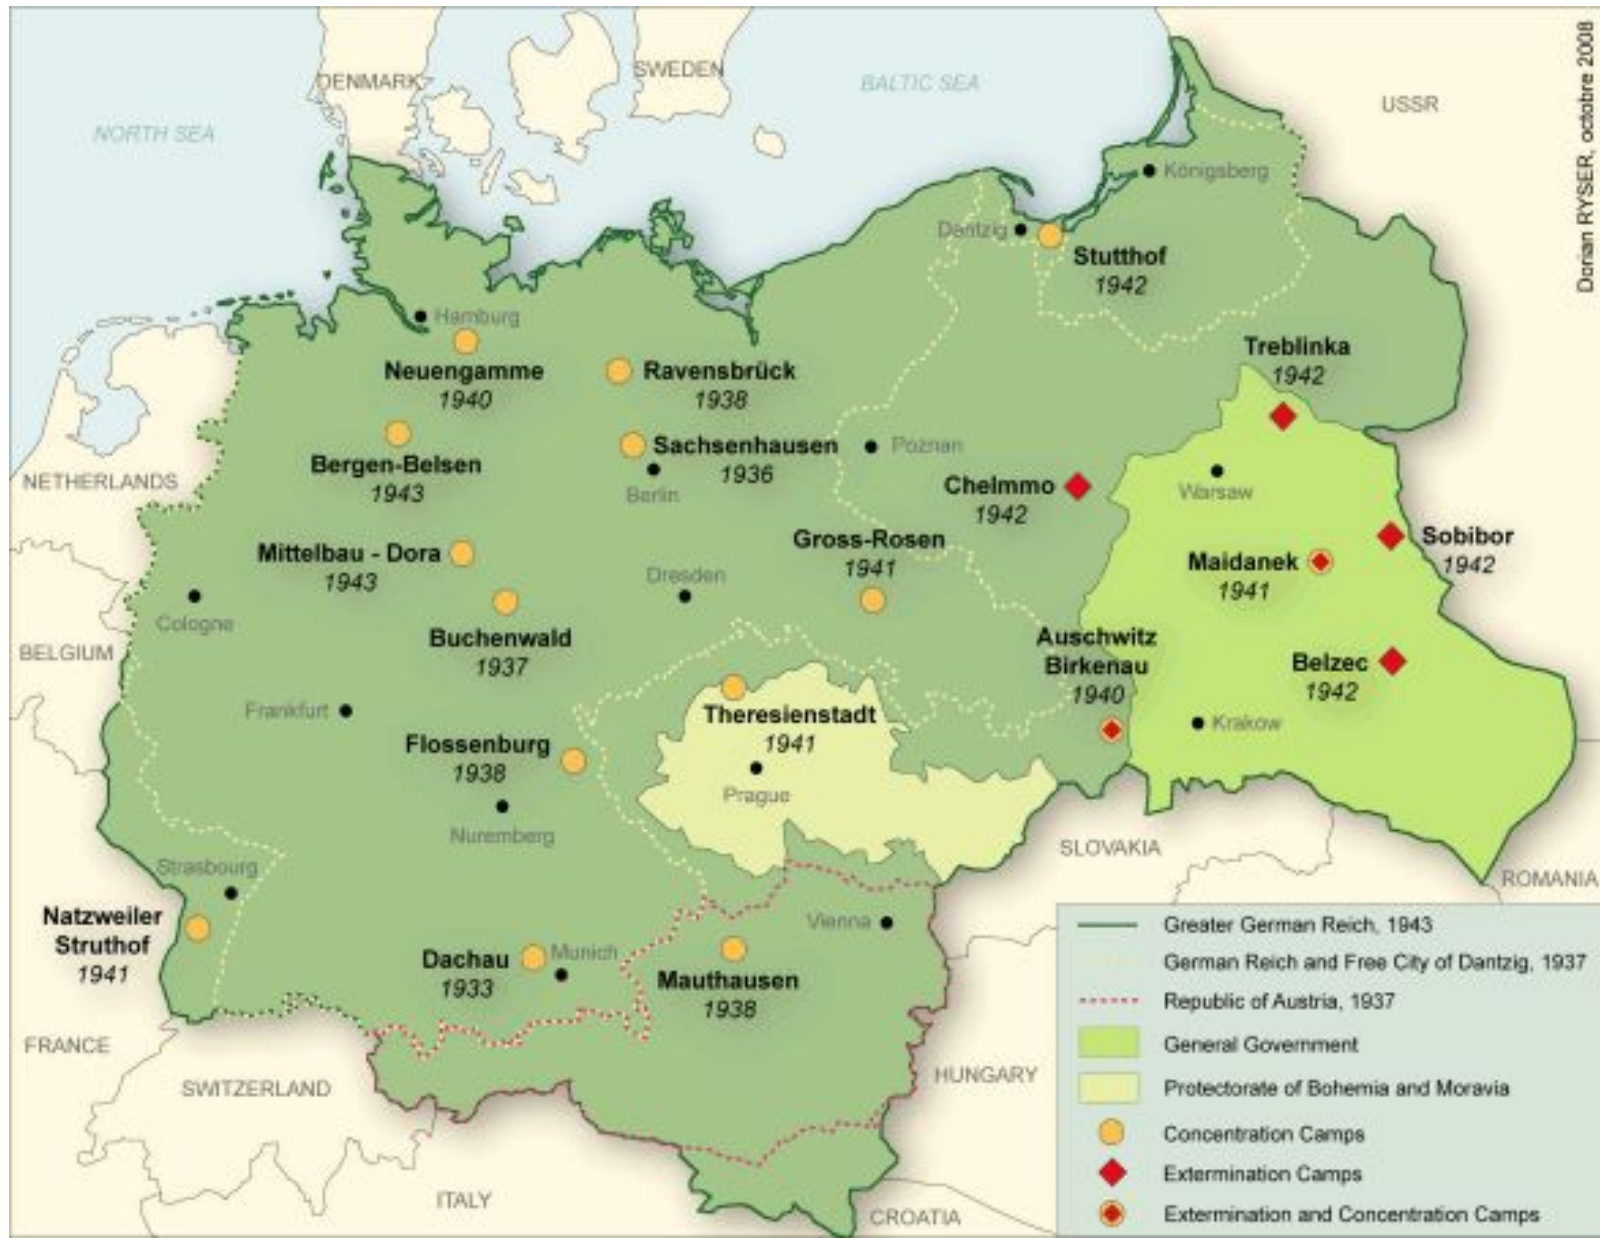 DENMARK
SWEDEN
BALTIC SEA
USSR
NORTH SEA
Dorian RYSER, octobre 2008
Königsberg
Dantzig
Stutthof
1942
Hamburg
Neuengamme
1940
Ravensbrück
1938
Treblinka
1942
Bergen-Belsen
1943
Sachsenhausen
1936
Berlin
Poznan
Chelmmo
1942
Warsaw
NETHERLANDS
Sobibor
1942
Mittelbau - Dora
1943
Gross-Rosen
1941
Maidanek
1941
Dresden
Cologne
Buchenwald
1937
BELGIUM
Auschwitz
Birkenau
1940
Belzec
1942
Frankfurt
Theresienstadt
1941
Krakow
Flossenburg
1938
Prague
Nuremberg
SLOVAKIA
ROMANIA
Strasbourg
Natzweiler
Struthof
1941
Vienna
Dachau
1933
Munich
Mauthausen
1938
FRANCE
SWITZERLAND
HUNGARY
ITALY
CROATIA
Greater German Reich, 1943
German Reich and Free City of Dantzig, 1937
Republic of Austria, 1937
General Government
Protectorate of Bohemia and Moravia
Concentration Camps
Extermination Camps
Extermination and Concentration Camps